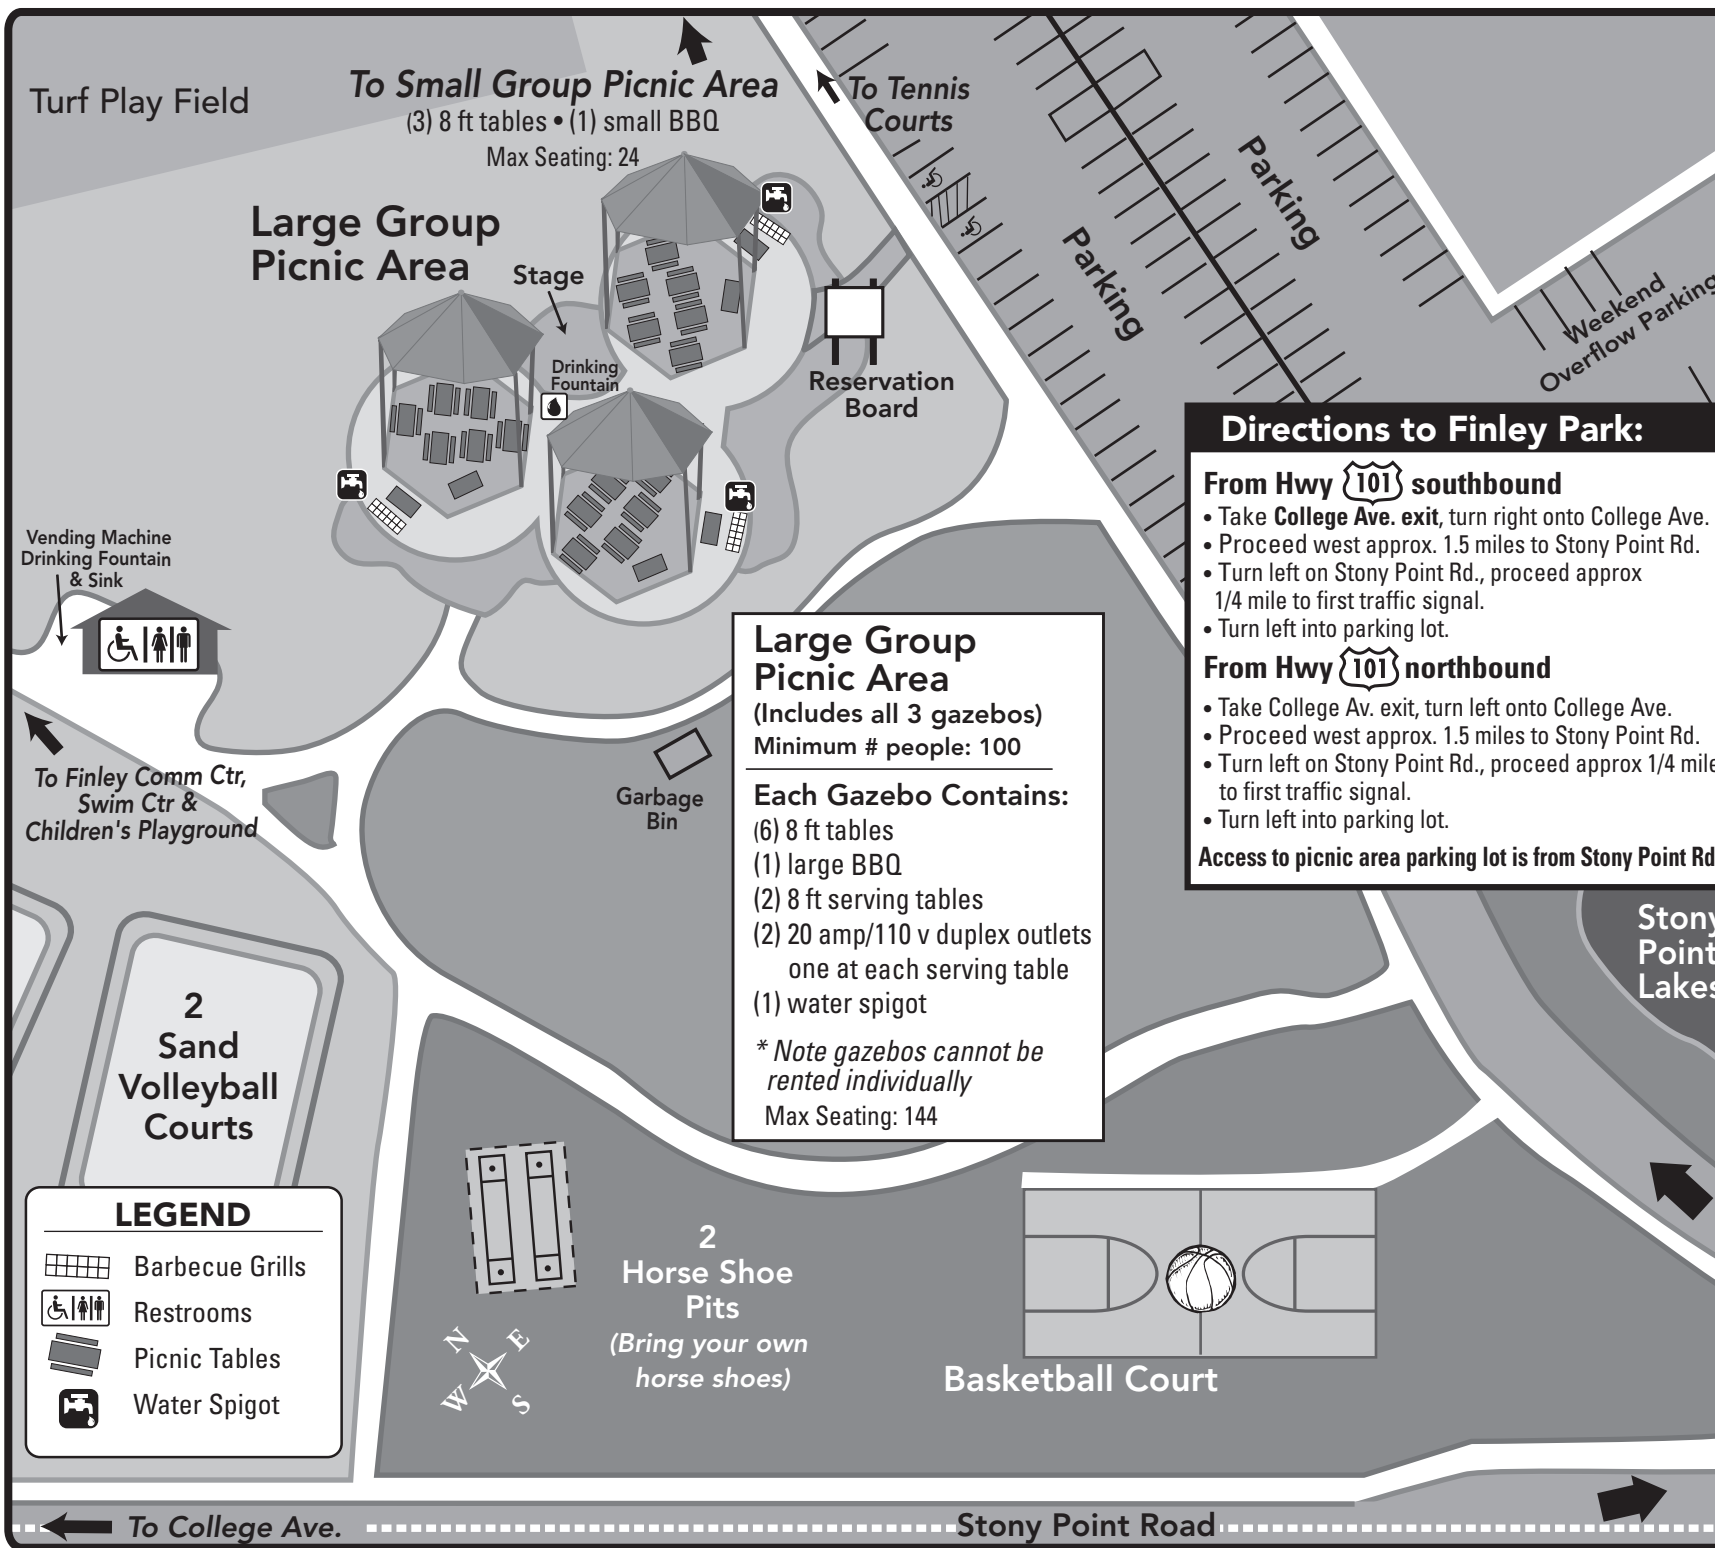 Turf Play Field
To Small Group Picnic Area
(3) 8 ft tables • (1) small BBQ
Max Seating: 24
To Tennis
Courts
Large Group
Picnic Area
Stage
Drinking
Fountain
Reservation
Board
Parking
Parking
Weekend
Overflow Parking
Vending Machine
Drinking Fountain
& Sink
To Finley Comm Ctr,
Swim Ctr &
Children's Playground
Garbage
Bin
Large Group
Picnic Area
(Includes all 3 gazebos)
Minimum # people: 100
Each Gazebo Contains:
(6) 8 ft tables
(1) large BBQ
(2) 8 ft serving tables
(2) 20 amp/110 v duplex outlets
one at each serving table
(1) water spigot
* Note gazebos cannot be
rented individually
Max Seating: 144
Directions to Finley Park:
From Hwy 101 southbound
• Take College Ave. exit, turn right onto College Ave.
• Proceed west approx. 1.5 miles to Stony Point Rd.
• Turn left on Stony Point Rd., proceed approx
1/4 mile to first traffic signal.
• Turn left into parking lot.
From Hwy 101 northbound
• Take College Av. exit, turn left onto College Ave.
• Proceed west approx. 1.5 miles to Stony Point Rd.
• Turn left on Stony Point Rd., proceed approx 1/4 mile
to first traffic signal.
• Turn left into parking lot.
Access to picnic area parking lot is from Stony Point Rd
Stony
Point
Lakes
2
Sand
Volleyball
Courts
LEGEND
Barbecue Grills
Restrooms
Picnic Tables
Water Spigot
2
Horse Shoe
Pits
(Bring your own
horse shoes)
N
E
W
S
Basketball Court
To College Ave.
Stony Point Road